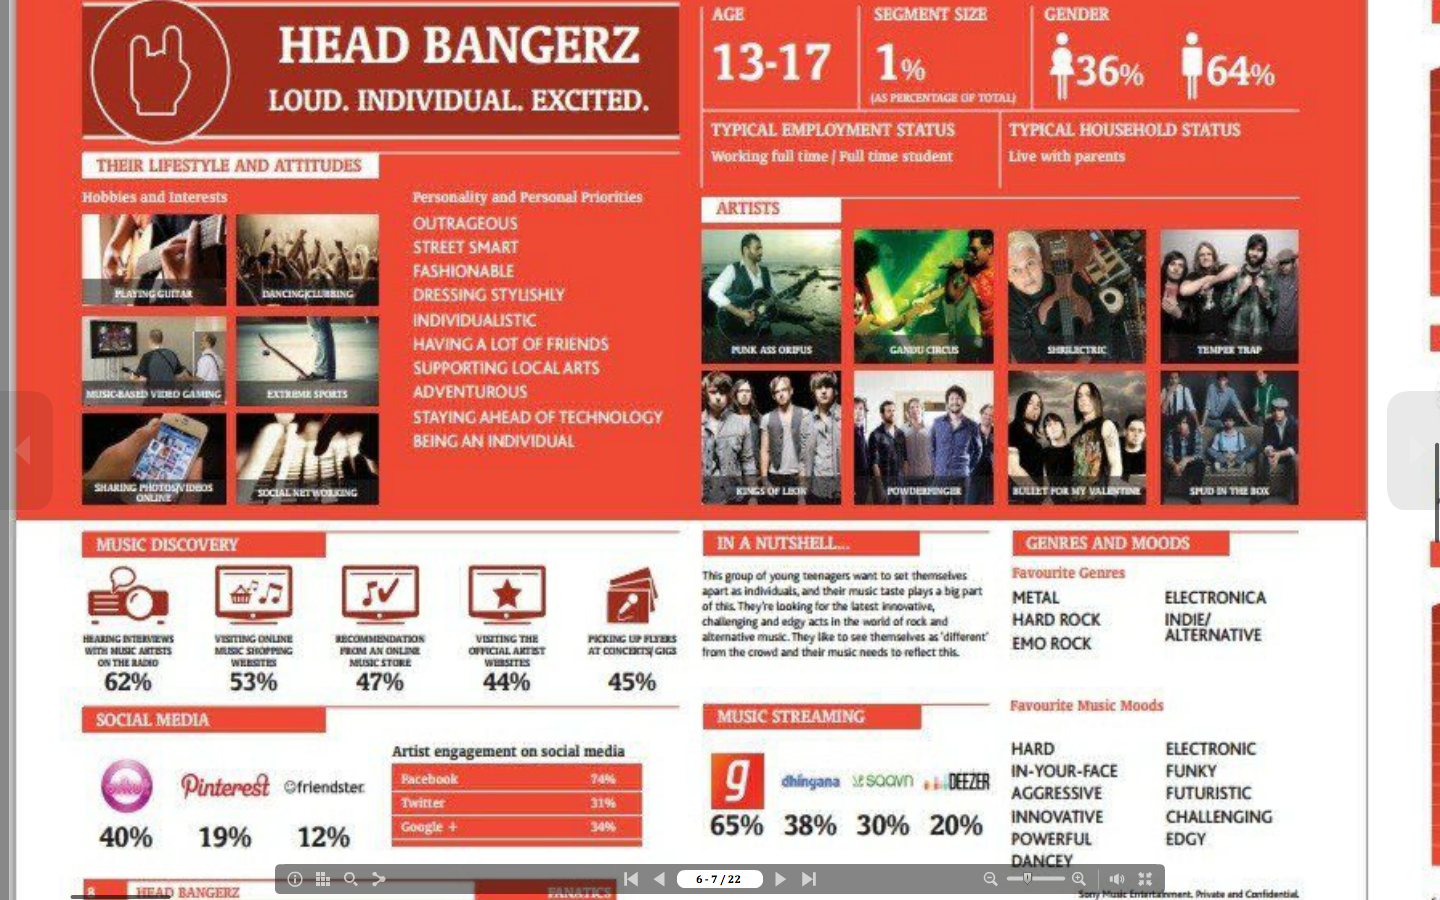 HEAD BANGERZ
LOUD. INDIVIDUAL. EXCITED.
AGE
13-17
SEGMENT SIZE
1%
(AS PERCENTAGE OF TOTAL)
GENDER
36%
64%
TYPICAL EMPLOYMENT STATUS
Working full time / Full time student
TYPICAL HOUSEHOLD STATUS
Live with parents
THEIR LIFESTYLE AND ATTITUDES
Hobbies and Interests
PLAYING GUITAR
DANCING/CLUBBING
MUSIC-BASED VIDEO GAMING
EXTREME SPORTS
SHARING PHOTOS/VIDEOS
ONLINE
SOCIAL NETWORKING
Personality and Personal Priorities
OUTRAGEOUS
STREET SMART
FASHIONABLE
DRESSING STYLISHLY
INDIVIDUALISTIC
HAVING A LOT OF FRIENDS
SUPPORTING LOCAL ARTS
ADVENTUROUS
STAYING AHEAD OF TECHNOLOGY
BEING AN INDIVIDUAL
ARTISTS
PUNK ASS ORIFUS
GANDU CIRCUS
SHRILECTRIC
TEMPER TRAP
KINGS OF LEON
POWDERFINGER
BULLET FOR MY VALENTINE
SPUD IN THE BOX
MUSIC DISCOVERY
HEARING INTERVIEWS
WITH MUSIC ARTISTS
ON THE RADIO
62%
VISITING ONLINE
MUSIC SHOPPING
WEBSITES
53%
RECOMMENDATION
FROM AN ONLINE
MUSIC STORE
47%
VISITING THE
OFFICIAL ARTIST
WEBSITES
44%
PICKING UP FLYERS
AT CONCERTS/GIGS
45%
IN A NUTSHELL...
This group of young teenagers want to set themselves
apart as individuals, and their music taste plays a big part
of this. They're looking for the latest innovative,
challenging and edgy acts in the world of rock and
alternative music. They like to see themselves as 'different'
from the crowd and their music needs to reflect this.
GENRES AND MOODS
Favourite Genres
METAL
HARD ROCK
EMO ROCK
ELECTRONICA
INDIE/
ALTERNATIVE
Favourite Music Moods
HARD
IN-YOUR-FACE
AGGRESSIVE
INNOVATIVE
POWERFUL
DANCEY
ELECTRONIC
FUNKY
FUTURISTIC
CHALLENGING
EDGY
SOCIAL MEDIA
40%
Pinterest
19%
friendster
12%
Artist engagement on social media
Facebook 74%
Twitter 31%
Google + 34%
MUSIC STREAMING
g
65%
dhingana
38%
saavn
30%
DEEZER
20%
8 HEAD BANGERZ
FANATICS
6-7/22
Sony Music Entertainment. Private and Confidential.